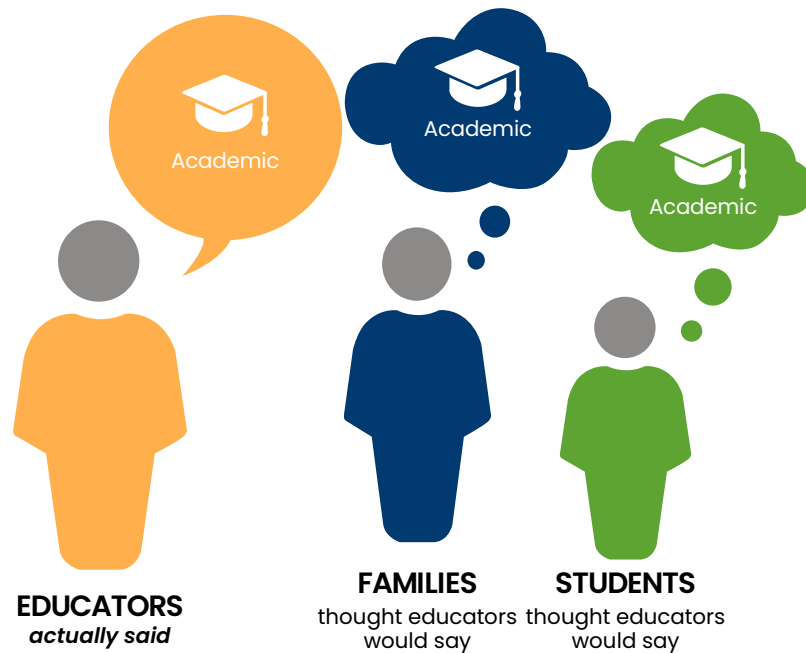 Academic
Academic
Academic
EDUCATORS
actually said
FAMILIES
thought educators
would say
STUDENTS
thought educators
would say